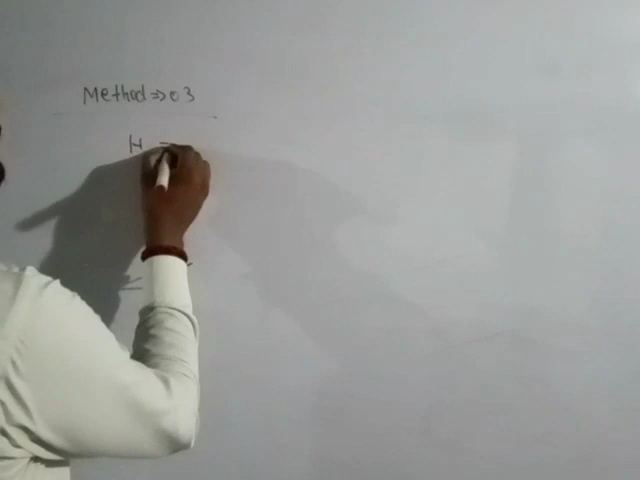 Method => 03
H =